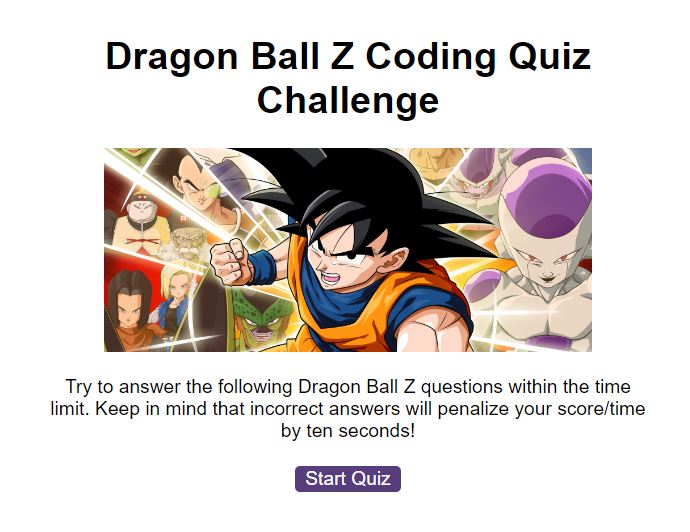 Dragon Ball Z Coding Quiz
Challenge
Try to answer the following Dragon Ball Z questions within the time
limit. Keep in mind that incorrect answers will penalize your score/time
by ten seconds!
Start Quiz